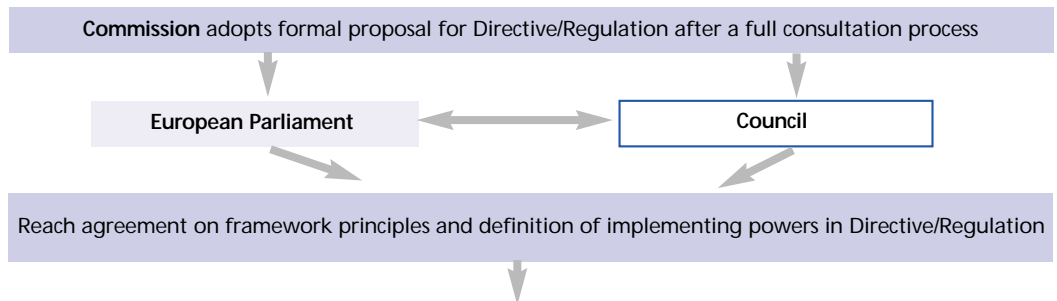 Commission adopts formal proposal for Directive/Regulation after a full consultation process
European Parliament
Council
Reach agreement on framework principles and definition of implementing powers in Directive/Regulation